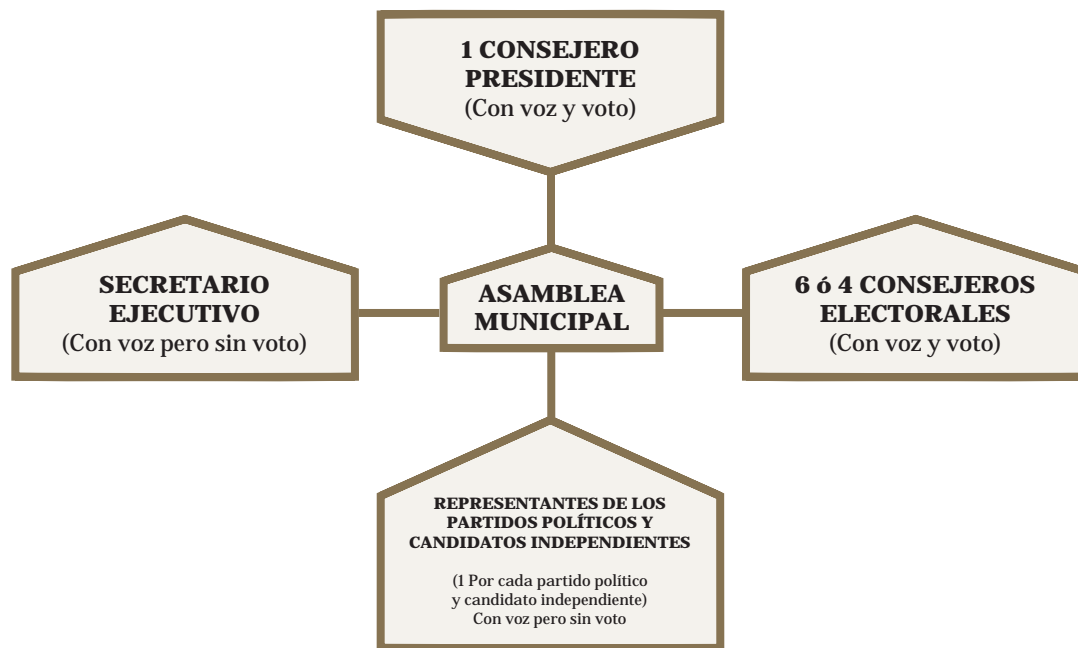 1 CONSEJERO
PRESIDENTE
(Con voz y voto)
SECRETARIO
EJECUTIVO
(Con voz pero sin voto)
ASAMBLEA
MUNICIPAL
6 ó 4 CONSEJEROS
ELECTORALES
(Con voz y voto)
REPRESENTANTES DE LOS
PARTIDOS POLÍTICOS Y
CANDIDATOS INDEPENDIENTES
(1 Por cada partido político
y candidato independiente)
Con voz pero sin voto